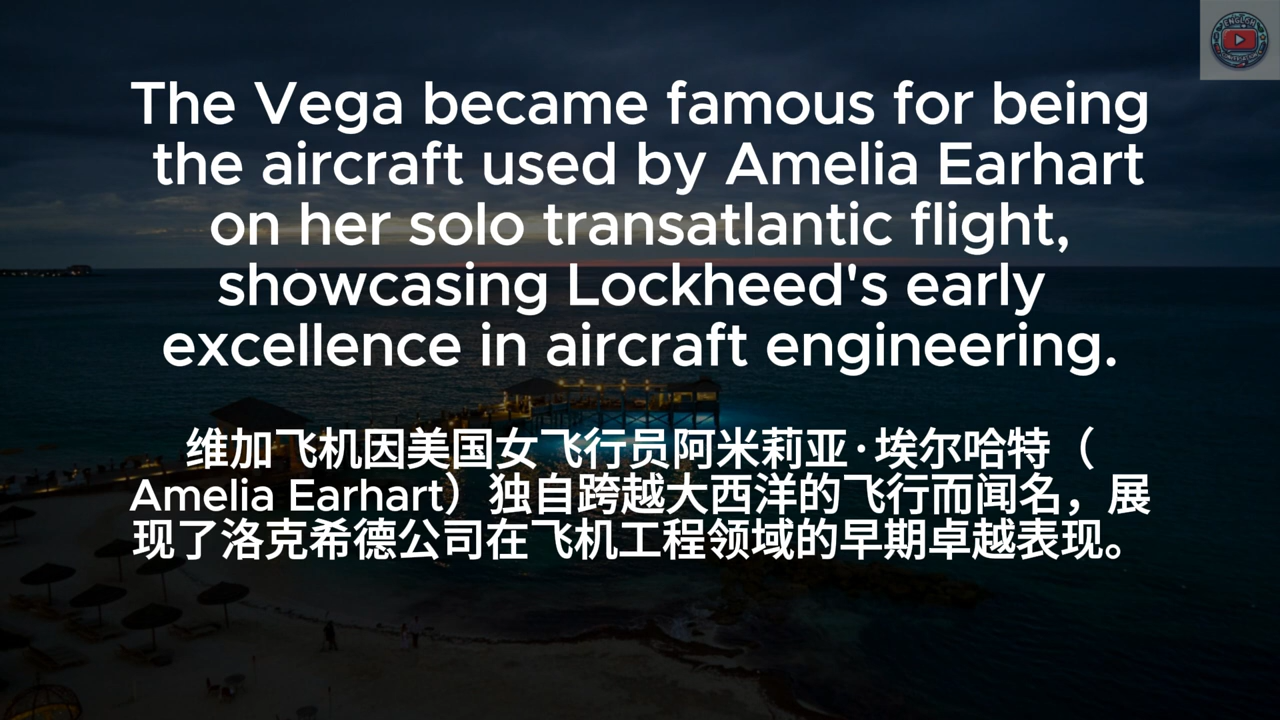 The Vega became famous for being
the aircraft used by Amelia Earhart
on her solo transatlantic flight,
showcasing Lockheed's early
excellence in aircraft engineering.
维加飞机因美国女飞行员阿米莉亚·埃尔哈特（
Amelia Earhart）独自跨越大西洋的飞行而闻名，展
现了洛克希德公司在飞机工程领域的早期卓越表现。